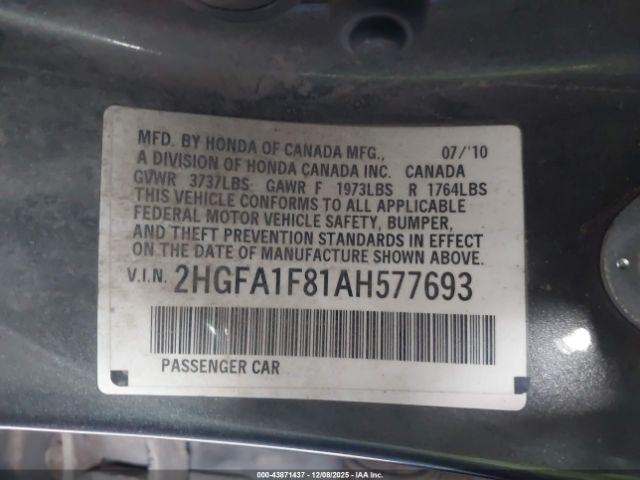 MFD. BY HONDA OF CANADA MFG., 07/'10
A DIVISION OF HONDA CANADA INC. CANADA
GVWR 3737LBS GAWR F 1973LBS R 1764LBS
THIS VEHICLE CONFORMS TO ALL APPLICABLE
FEDERAL MOTOR VEHICLE SAFETY, BUMPER,
AND THEFT PREVENTION STANDARDS IN EFFECT
ON THE DATE OF MANUFACTURE SHOWN ABOVE.
V.I.N. 2HGFA1F81AH577693
PASSENGER CAR
000-43871437 - 12/08/2025 - IAAI.COM